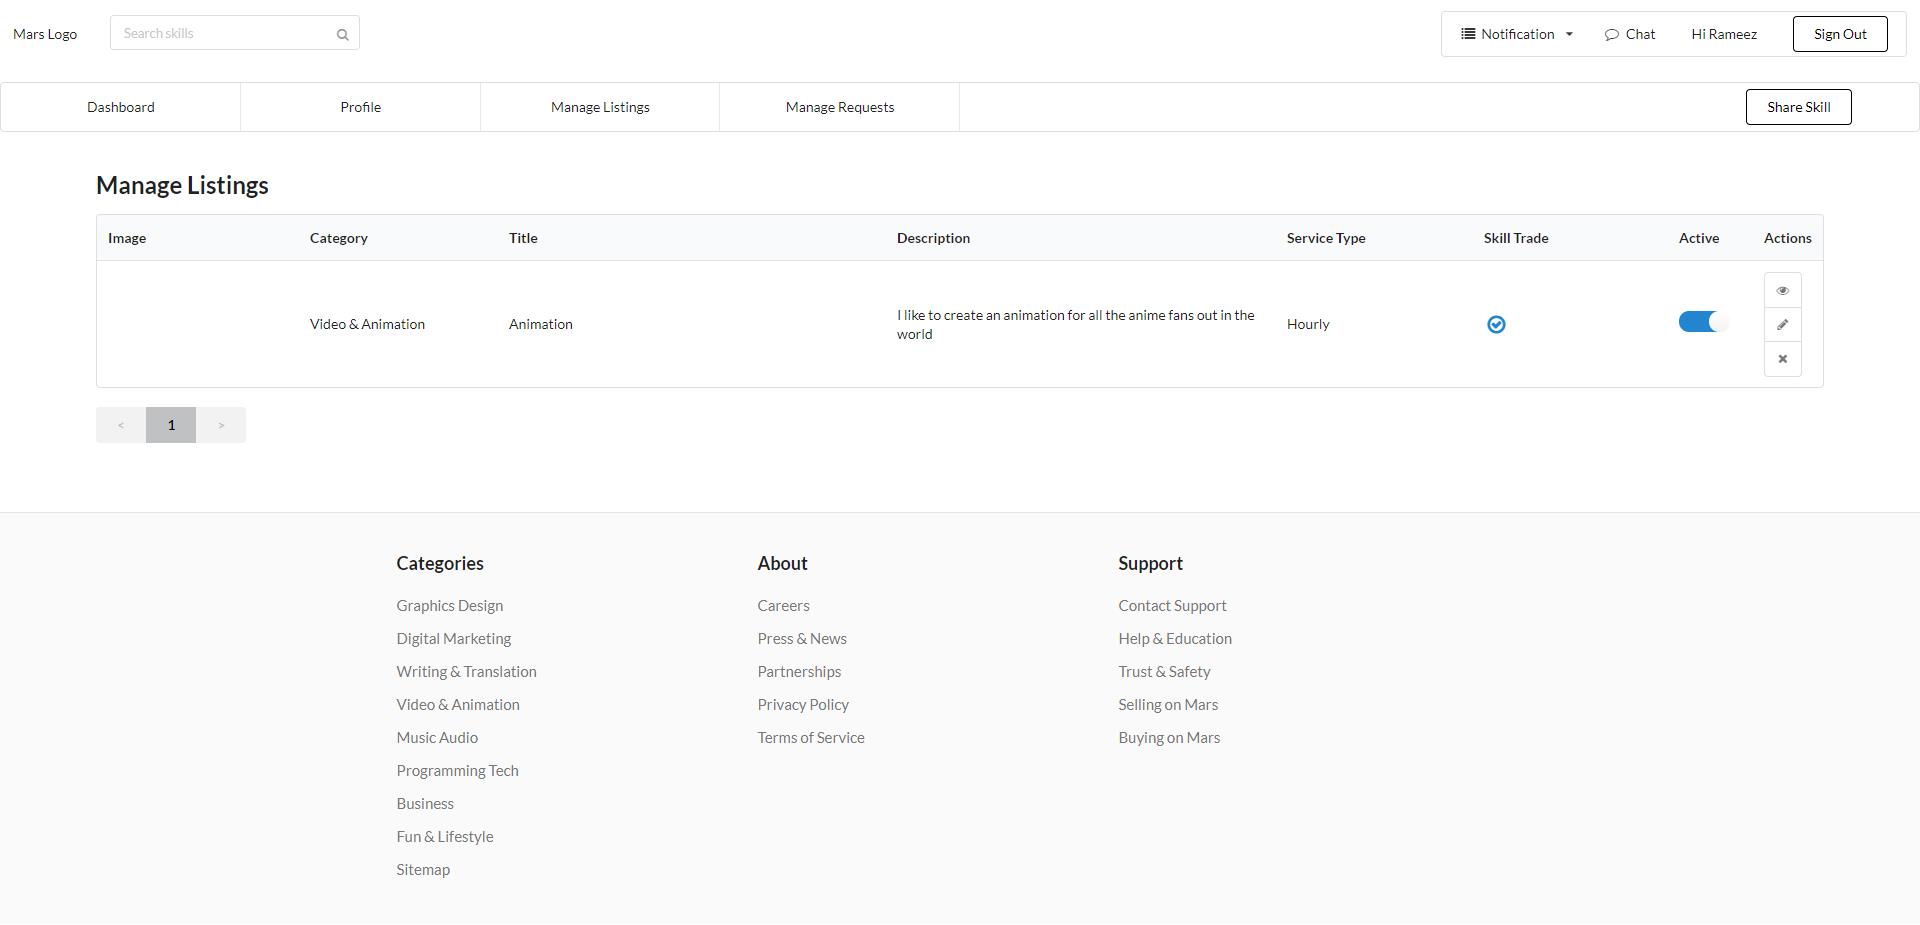 Mars Logo
Search skills
Notification
Chat
Hi Rameez
Sign Out
Dashboard
Profile
Manage Listings
Manage Requests
Share Skill
Manage Listings
Image Category Title Description Service Type Skill Trade Active Actions
Video & Animation Animation I like to create an animation for all the anime fans out in the
world
Hourly
< 1 >
Categories
Graphics Design
Digital Marketing
Writing & Translation
Video & Animation
Music Audio
Programming Tech
Business
Fun & Lifestyle
Sitemap
About
Careers
Press & News
Partnerships
Privacy Policy
Terms of Service
Support
Contact Support
Help & Education
Trust & Safety
Selling on Mars
Buying on Mars